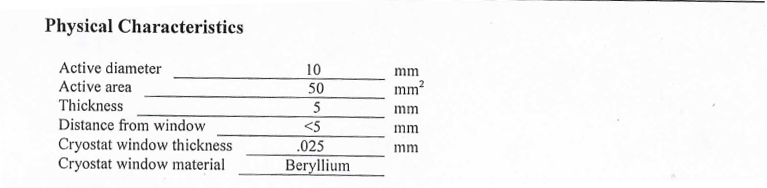 Physical Characteristics
Active diameter 10 mm
Active area 50 mm²
Thickness 5 mm
Distance from window <5 mm
Cryostat window thickness .025 mm
Cryostat window material Beryllium